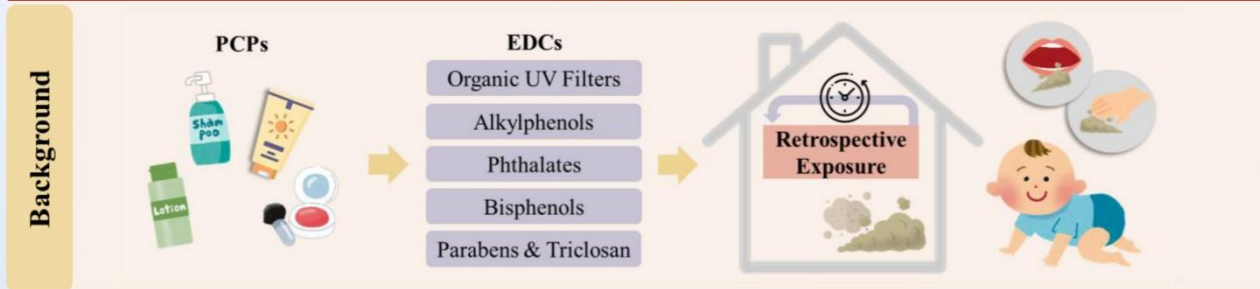 Background
PCPs
Sham
poo
Lotion
EDCs
Organic UV Filters
Alkylphenols
Phthalates
Bisphenols
Parabens & Triclosan
Retrospective
Exposure